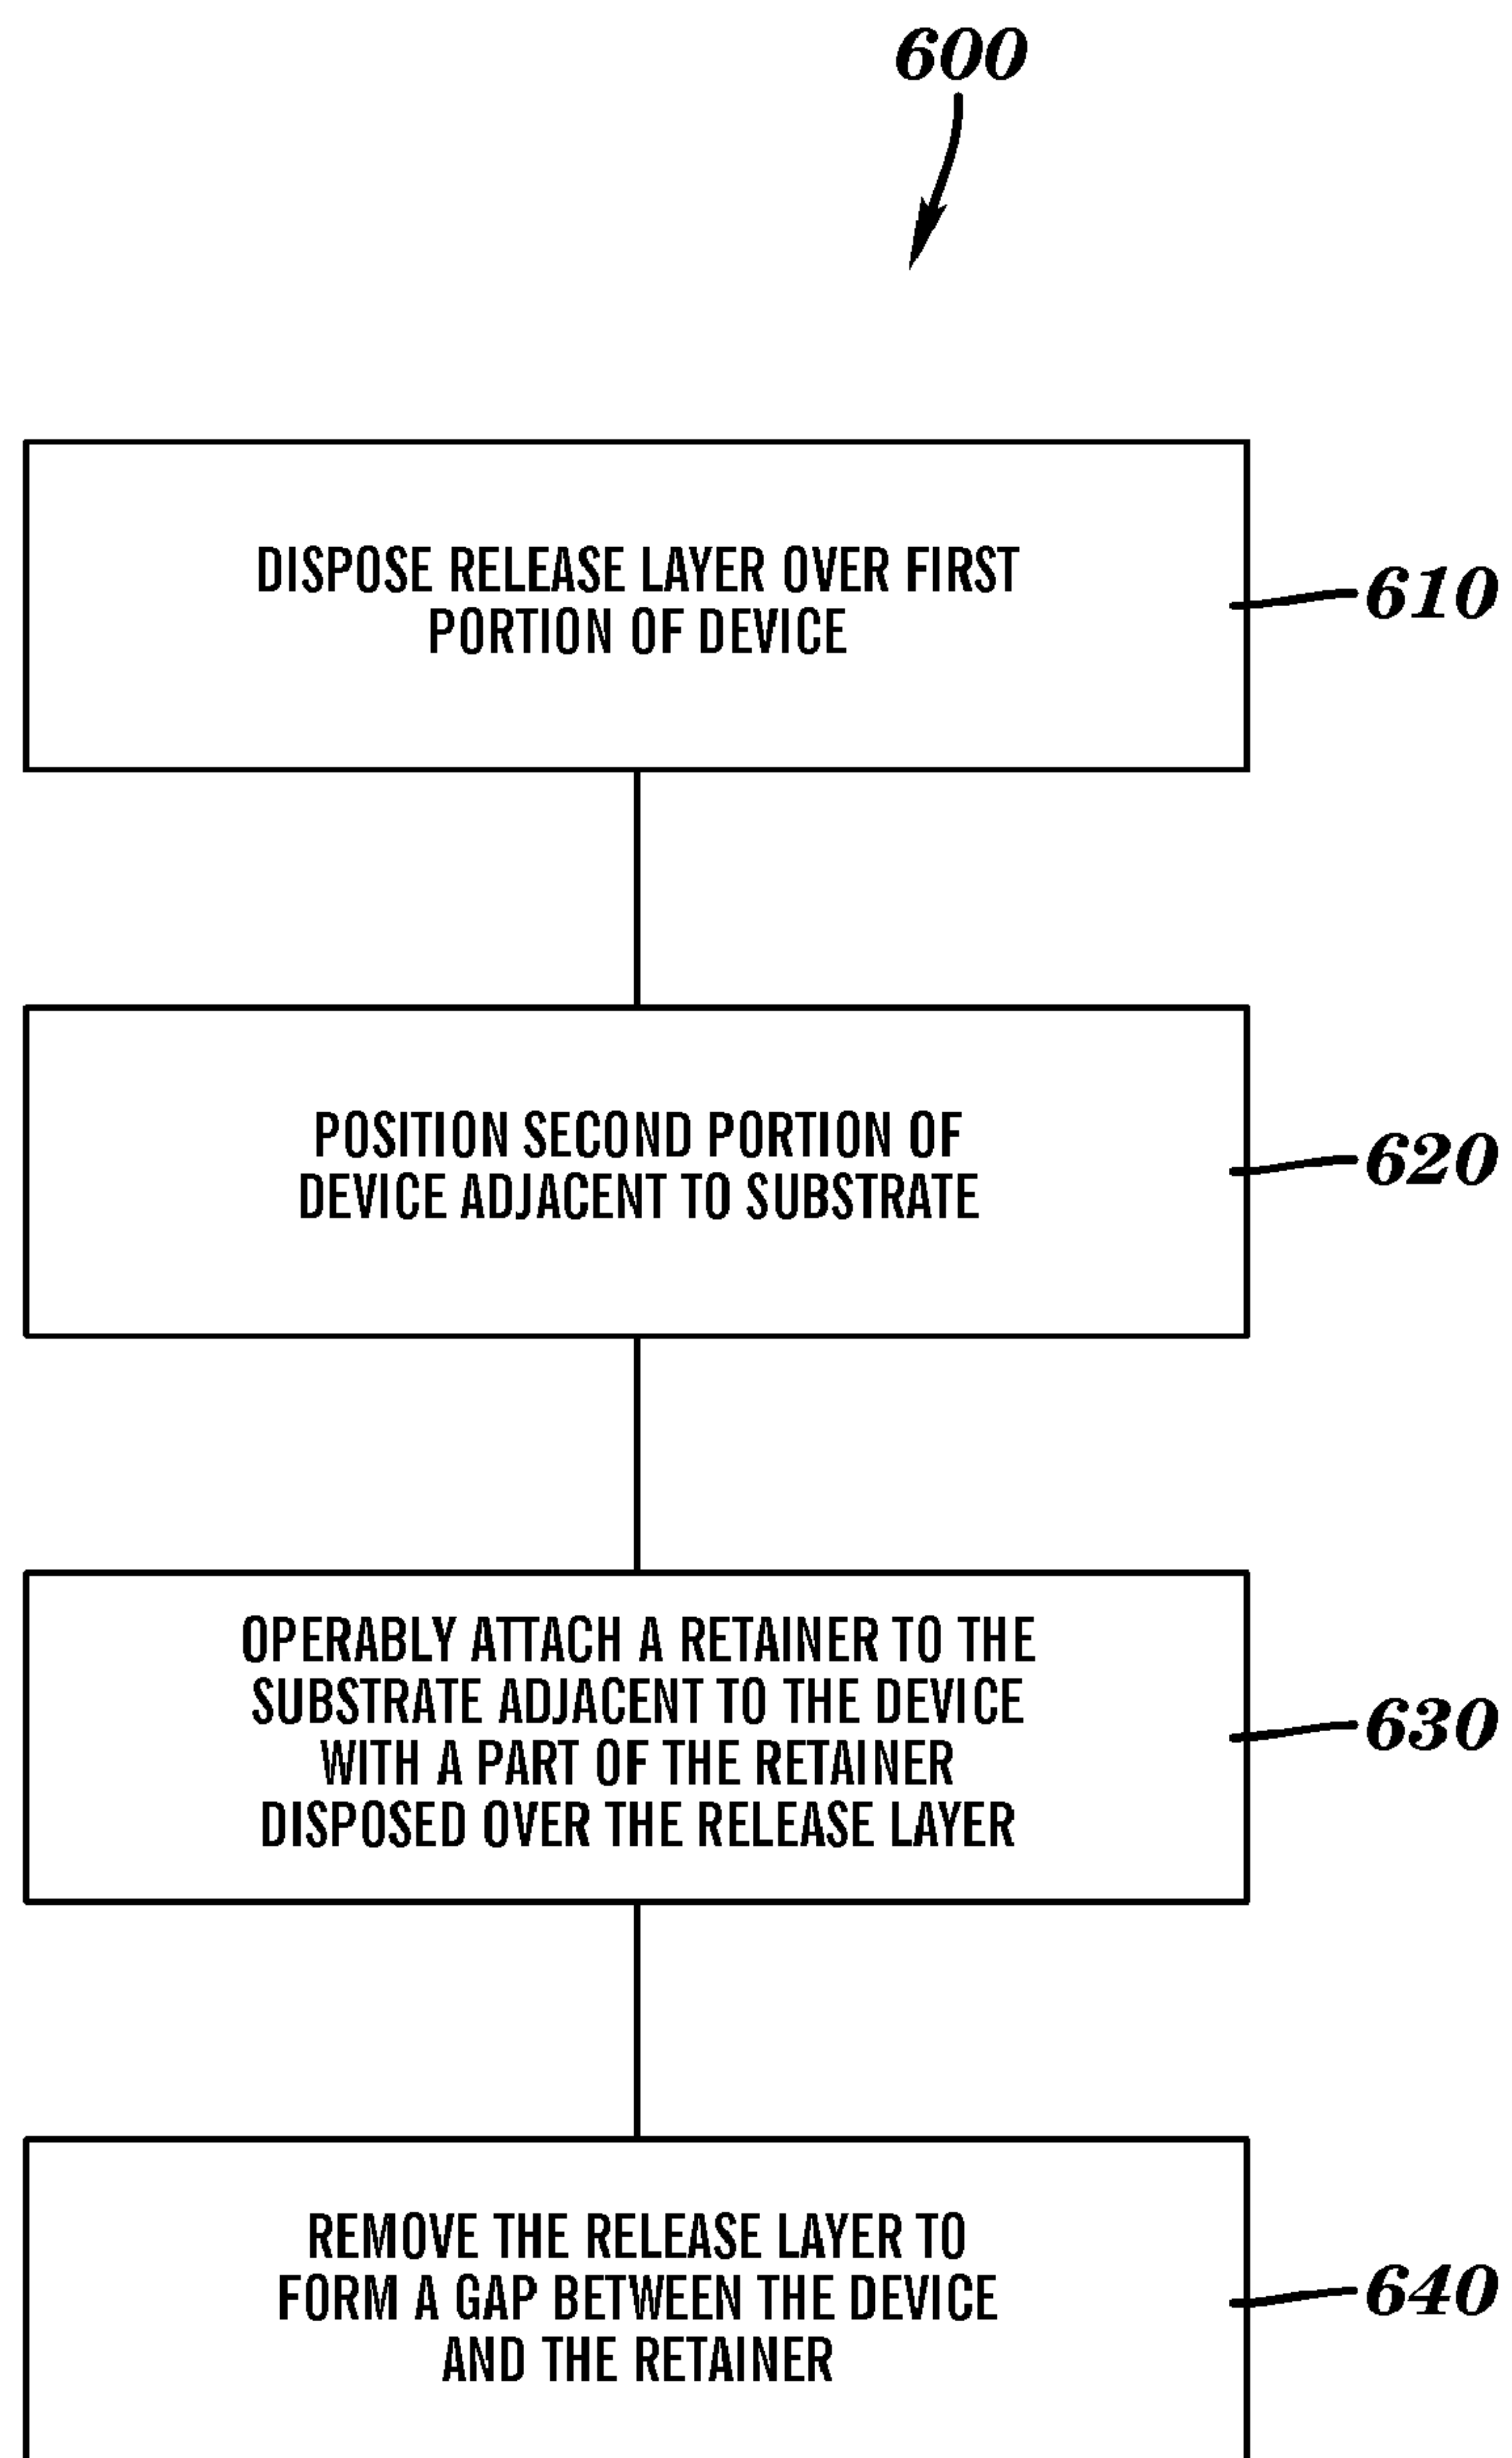 600
DISPOSE RELEASE LAYER OVER FIRST
PORTION OF DEVICE
610
POSITION SECOND PORTION OF
DEVICE ADJACENT TO SUBSTRATE
620
OPERABLY ATTACH A RETAINER TO THE
SUBSTRATE ADJACENT TO THE DEVICE
WITH A PART OF THE RETAINER
DISPOSED OVER THE RELEASE LAYER
630
REMOVE THE RELEASE LAYER TO
FORM A GAP BETWEEN THE DEVICE
AND THE RETAINER
640